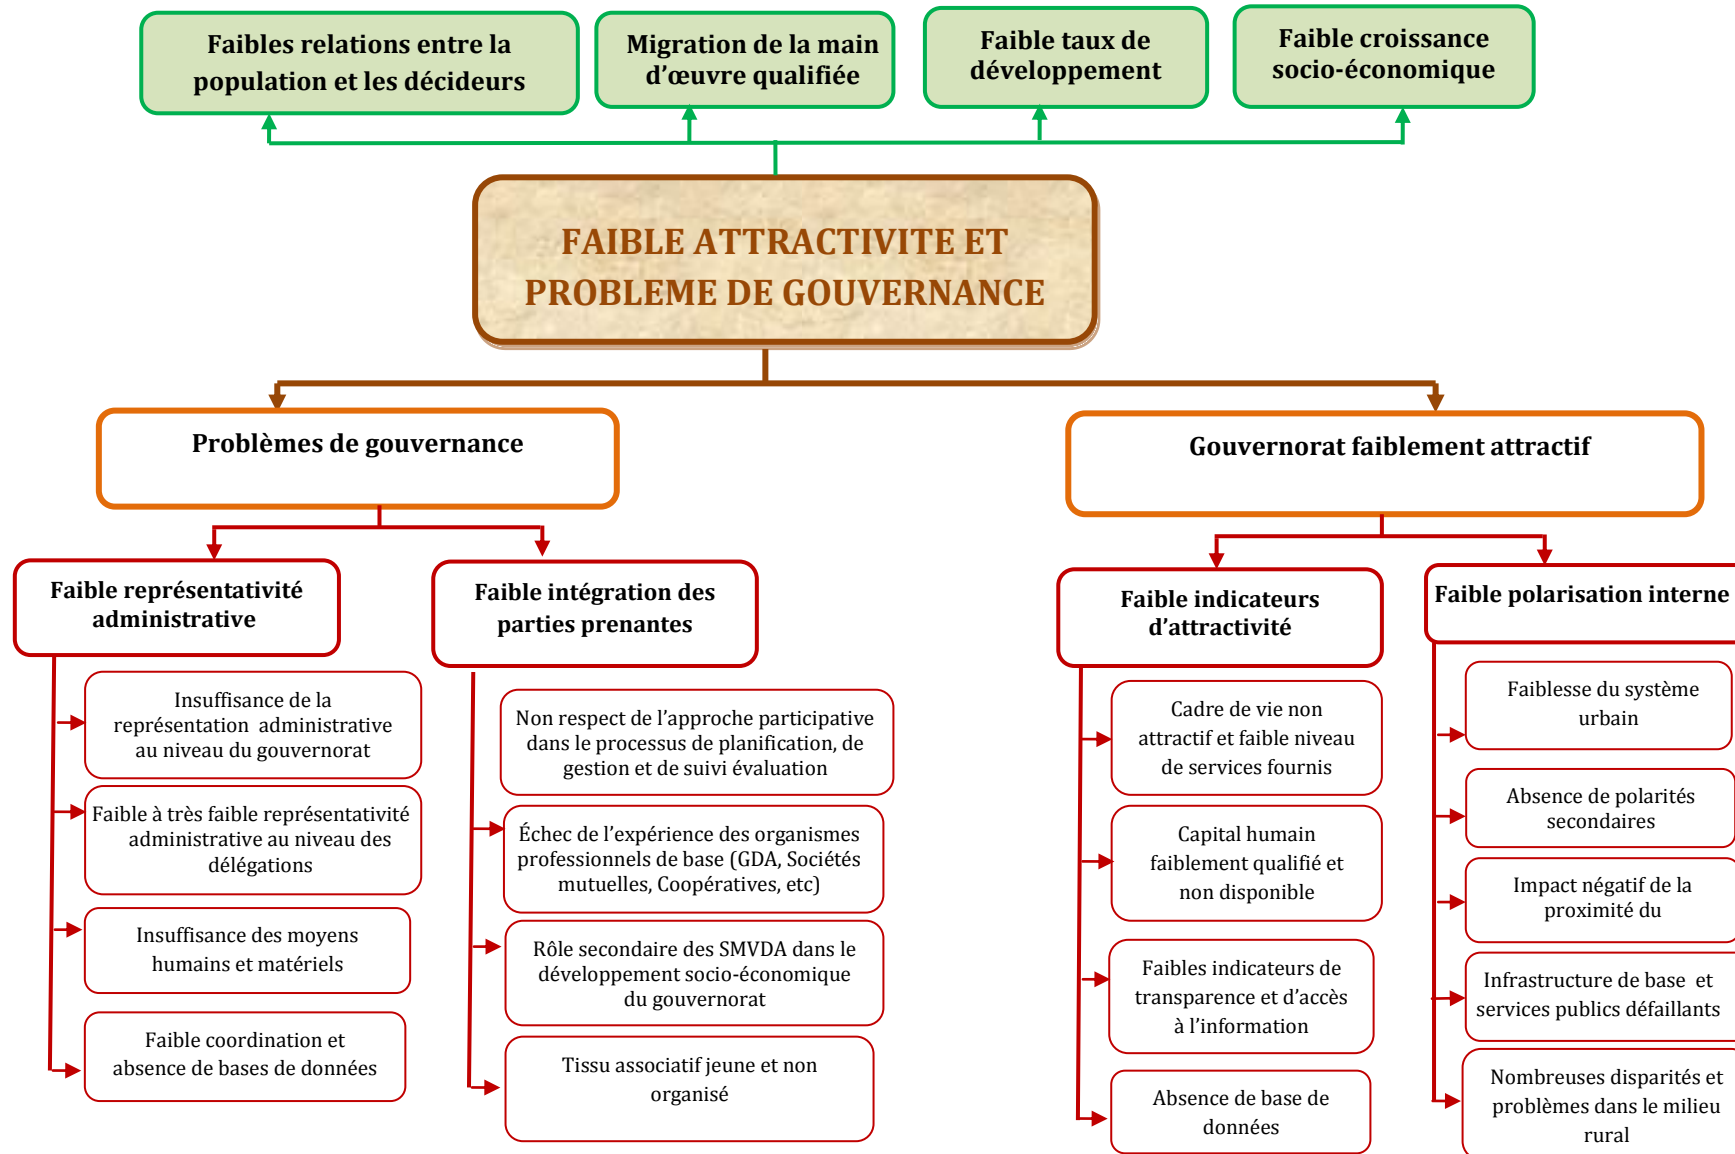 Faibles relations entre la
population et les décideurs
Migration de la main
d’œuvre qualifiée
Faible taux de
développement
Faible croissance
socio-économique
FAIBLE ATTRACTIVITE ET
PROBLEME DE GOUVERNANCE
Problèmes de gouvernance
Gouvernorat faiblement attractif
Faible représentativité
administrative
Insuffisance de la
représentation administrative
au niveau du gouvernorat
Faible à très faible représentativité
administrative au niveau des
délégations
Insuffisance des moyens
humains et matériels
Faible coordination et
absence de bases de données
Faible intégration des
parties prenantes
Non respect de l’approche participative
dans le processus de planification, de
gestion et de suivi évaluation
Échec de l’expérience des organismes
professionnels de base (GDA, Sociétés
mutuelles, Coopératives, etc)
Rôle secondaire des SMVDA dans le
développement socio-économique
du gouvernorat
Tissu associatif jeune et non
organisé
Faible indicateurs
d’attractivité
Cadre de vie non
attractif et faible niveau
de services fournis
Capital humain
faiblement qualifié et
non disponible
Faibles indicateurs de
transparence et d’accès
à l’information
Absence de base de
données
Faible polarisation interne
Faiblesse du système
urbain
Absence de polarités
secondaires
Impact négatif de la
proximité du
Infrastructure de base et
services publics défaillants
Nombreuses disparités et
problèmes dans le milieu
rural